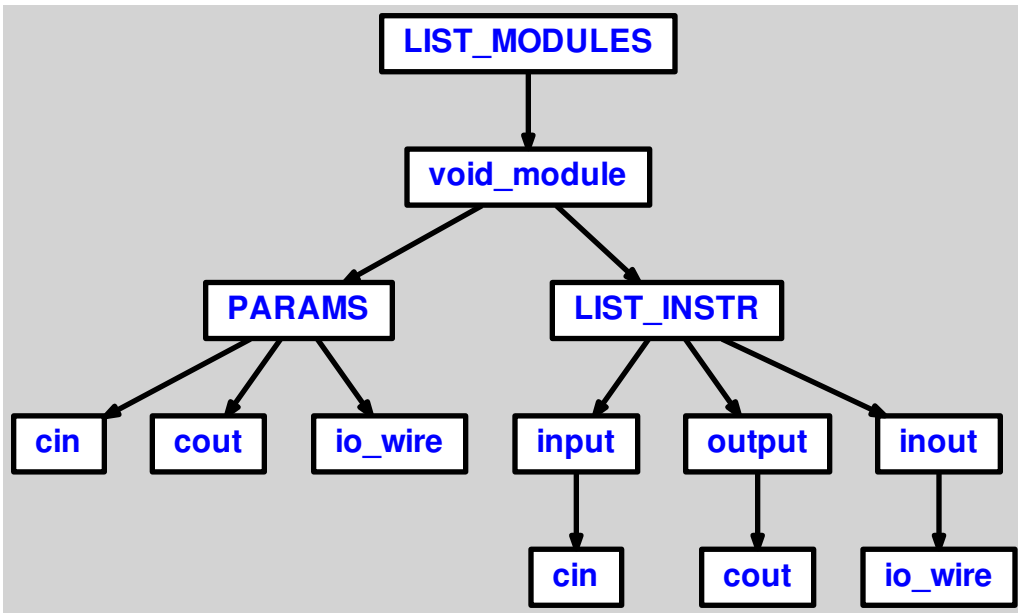 LIST_MODULES
void_module
PARAMS LIST_INSTR
cin cout io_wire input output inout
cin cout io_wire